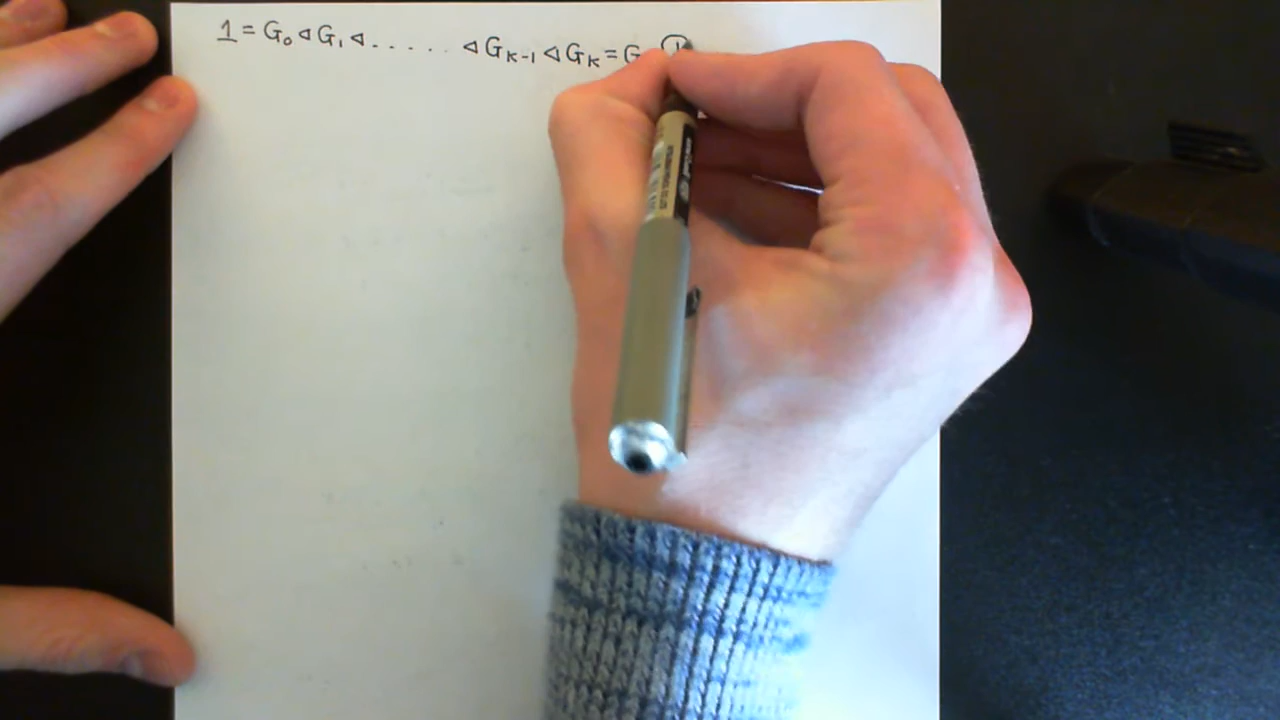 1 = G₀ ◁ G₁ ◁ ...... ◁ Gₖ₋₁ ◁ Gₖ = G